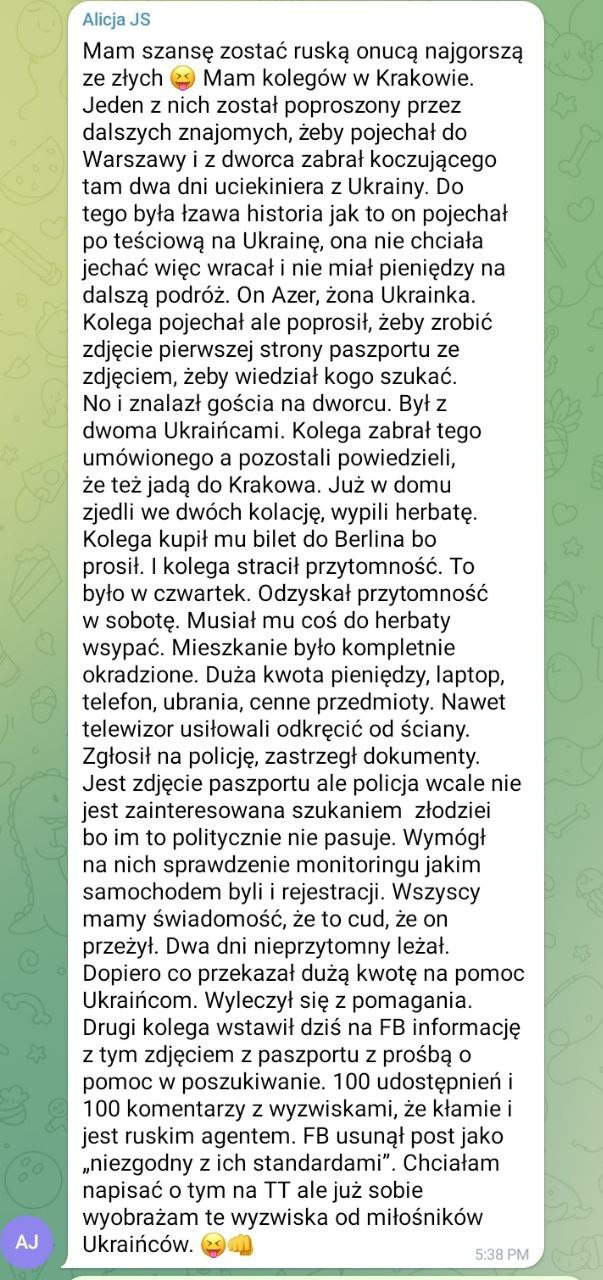 Alicja JS
Mam szansę zostać ruską onucą najgorszą
ze złych 😝 Mam kolegów w Krakowie.
Jeden z nich został poproszony przez
dalszych znajomych, żeby pojechał do
Warszawy i z dworca zabrał koczującego
tam dwa dni uciekiniera z Ukrainy. Do
tego była łzawa historia jak to on pojechał
po teściową na Ukrainę, ona nie chciała
jechać więc wracał i nie miał pieniędzy na
dalszą podróż. On Azer, żona Ukrainka.
Kolega pojechał ale poprosił, żeby zrobić
zdjęcie pierwszej strony paszportu ze
zdjęciem, żeby wiedział kogo szukać.
No i znalazł gościa na dworcu. Był z
dwoma Ukraińcami. Kolega zabrał tego
umówionego a pozostali powiedzieli,
że też jadą do Krakowa. Już w domu
zjedli we dwóch kolację, wypili herbatę.
Kolega kupił mu bilet do Berlina bo
prosił. I kolega stracił przytomność. To
było w czwartek. Odzyskał przytomność
w sobotę. Musiał mu coś do herbaty
wsypać. Mieszkanie było kompletnie
okradzione. Duża kwota pieniędzy, laptop,
telefon, ubrania, cenne przedmioty. Nawet
telewizor usiłowali odkręcić od ściany.
Zgłosił na policję, zastrzegł dokumenty.
Jest zdjęcie paszportu ale policja wcale nie
jest zainteresowana szukaniem  złodziei
bo im to politycznie nie pasuje. Wymógł
na nich sprawdzenie monitoringu jakim
samochodem byli i rejestracji. Wszyscy
mamy świadomość, że to cud, że on
przeżył. Dwa dni nieprzytomny leżał.
Dopiero co przekazał dużą kwotę na pomoc
Ukraińcom. Wyleczył się z pomagania.
Drugi kolega wstawił dziś na FB informację
z tym zdjęciem z paszportu z prośbą o
pomoc w poszukiwanie. 100 udostępnień i
100 komentarzy z wyzwiskami, że kłamie i
jest ruskim agentem. FB usunął post jako
„niezgodny z ich standardami”. Chciałam
napisać o tym na TT ale już sobie
wyobrażam te wyzwiska od miłośników
Ukraińców. 😝👊
AJ
5:38 PM